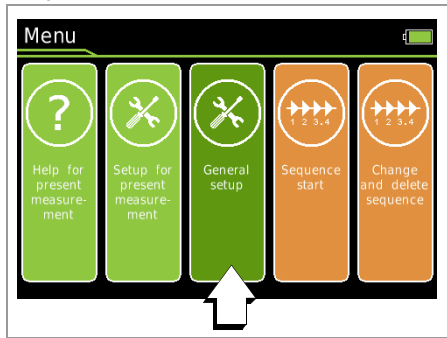 Menu
?
Help for
present
measure-
ment
Setup for
present
measure-
ment
General
setup
1 2 3.4
Sequence
start
1 2 3.4
Change
and delete
sequence